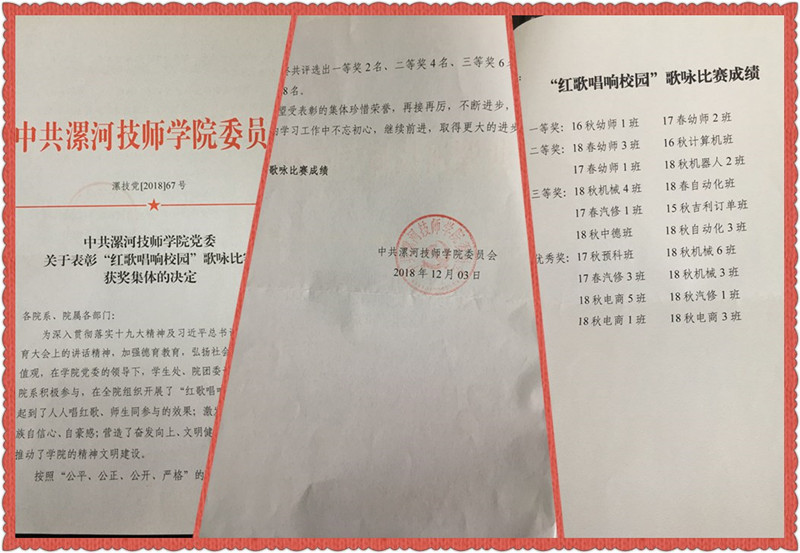 中共漯河技师学院委员
漯技党[2018]67号
中共漯河技师学院党委
关于表彰“红歌唱响校园”歌咏比赛
获奖集体的决定
各院系、院属各部门：
为深入贯彻落实十九大精神及习近平总书记
育大会上的讲话精神，加强德育教育，弘扬社会
值观，在学院党委的领导下，学生处、院团委
院系积极参与，在全院组织开展了“红歌唱响
起到了人人唱红歌、师生同参与的效果；激发
族自信心、自豪感；营造了奋发向上、文明健
推动了学院的精神文明建设。
按照“公平、公正、公开、严格”的
共评选出一等奖2名、二等奖4名、三等奖6名
8名。
望受表彰的集体珍惜荣誉，再接再厉，不断进步，
学习工作中不忘初心，继续前进，取得更大的进步
歌咏比赛成绩
中共漯河技师学院委员会
2018年12月03日
“红歌唱响校园”歌咏比赛成绩
一等奖：16秋幼师1班 17春幼师2班
二等奖：18春幼师3班 16秋计算机班
17春幼师1班 18秋机器人2班
三等奖：18秋机械4班 18春自动化班
17春汽修1班 15秋吉利订单班
18秋中德班 18秋自动化3班
优秀奖：17秋预科班 18秋机械6班
17春汽修3班 18秋机械3班
18秋电商5班 18秋汽修1班
18秋电商1班 18秋电商3班